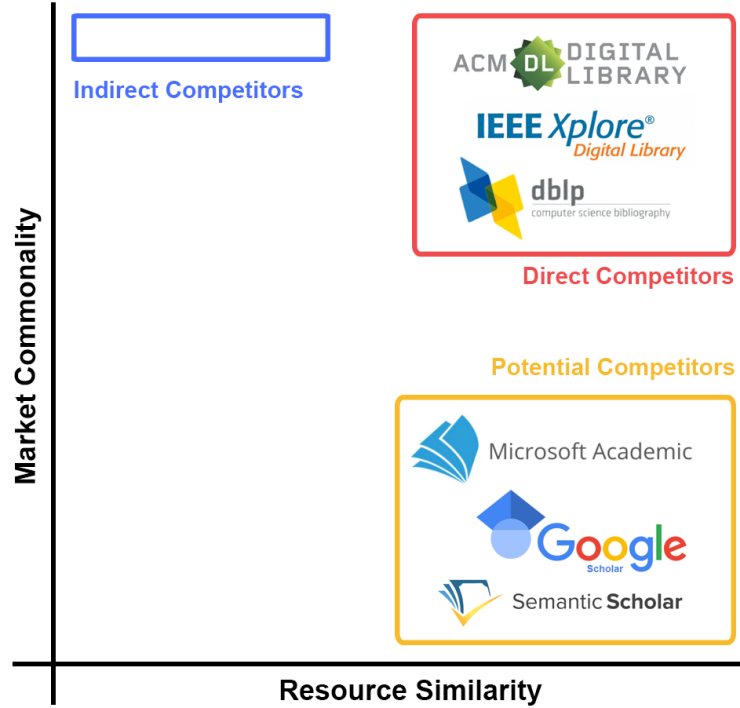 Indirect Competitors
ACM DL DIGITAL
LIBRARY
IEEE Xplore®
Digital Library
dblp
computer science bibliography
Direct Competitors
Market Commonality
Potential Competitors
Microsoft Academic
Google
Scholar
Semantic Scholar
Resource Similarity